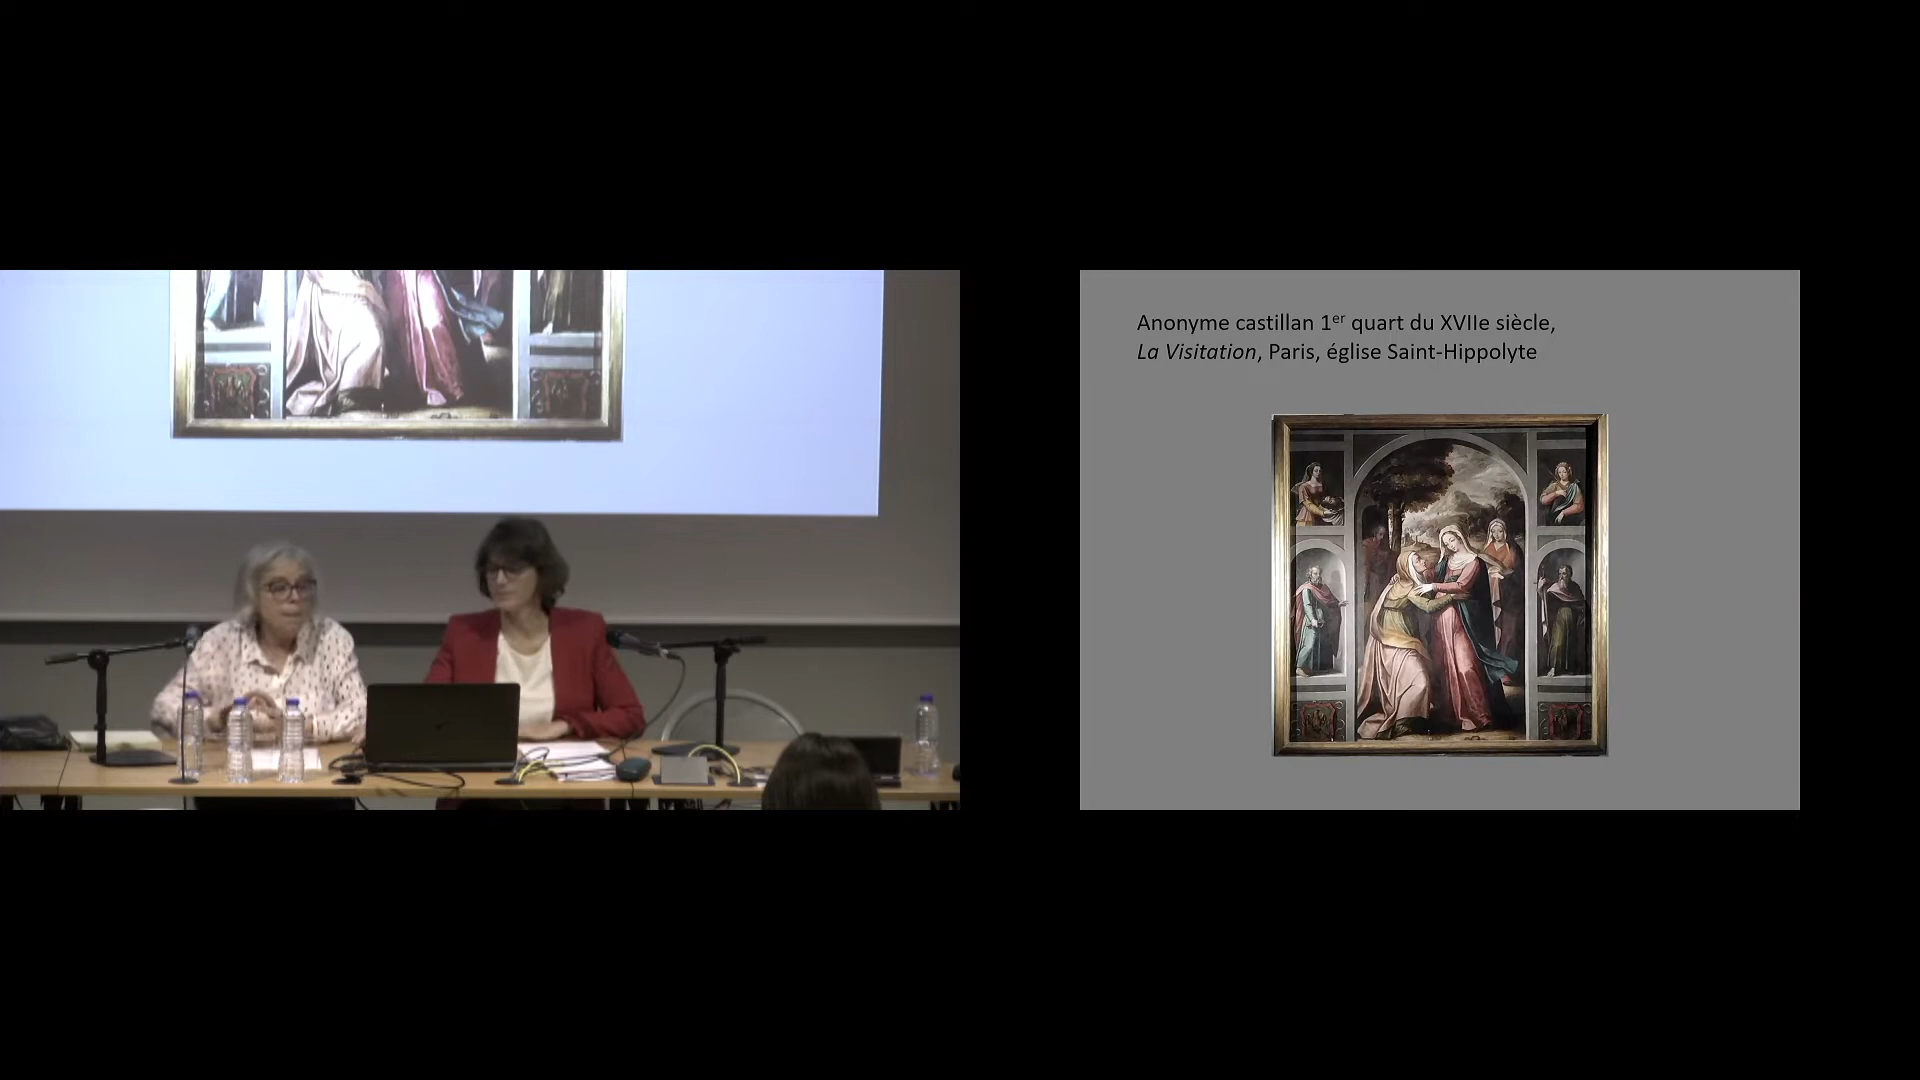 Anonyme castillan 1er quart du XVIIe siècle,
La Visitation, Paris, église Saint-Hippolyte